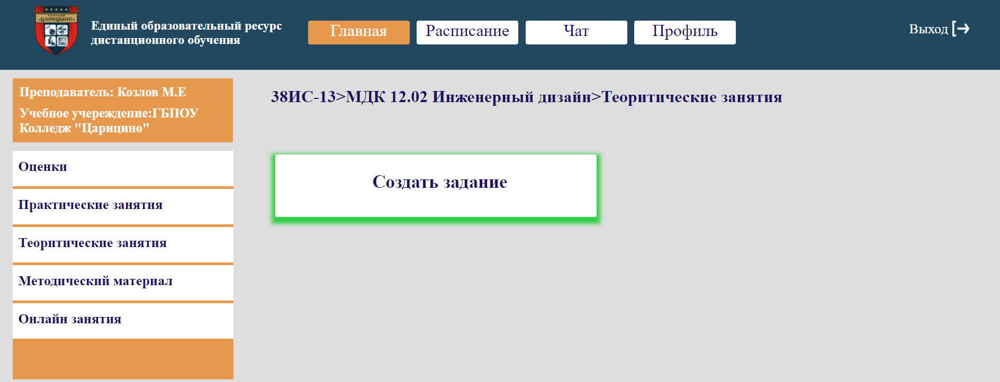 КОЛЛЕДЖ
«ЦАРИЦЫНО»
Единый образовательный ресурс
дистанционного обучения
Главная
Расписание
Чат
Профиль
Выход
Преподаватель: Козлов М.Е
Учебное учереждение:ГБПОУ
Колледж "Царицино"
Оценки
Практические занятия
Теоритические занятия
Методический материал
Онлайн занятия
38ИС-13>МДК 12.02 Инженерный дизайн>Теоритические занятия
Создать задание